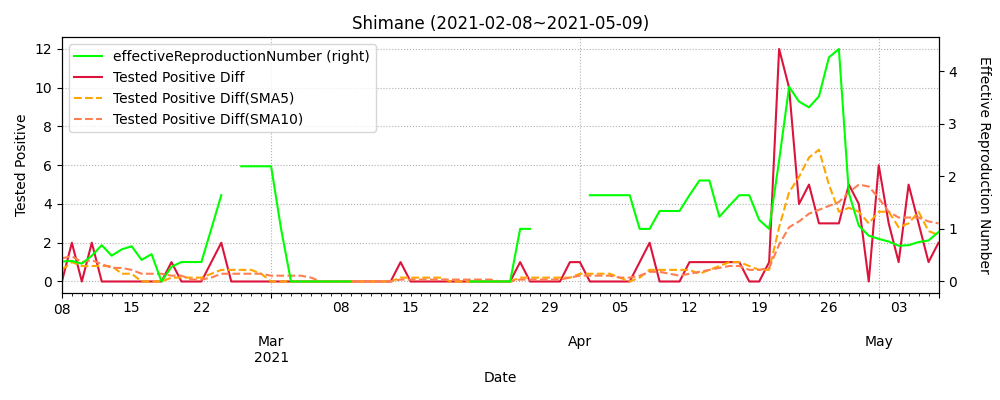 Shimane (2021-02-08~2021-05-09)
effectiveReproductionNumber (right)
Tested Positive Diff
Tested Positive Diff(SMA5)
Tested Positive Diff(SMA10)
Tested Positive
12
10
8
6
4
2
0
Effective Reproduction Number
4
3
2
1
0
08 15 22 08 15 22 29 05 12 19 26 03
Mar Apr May
2021
Date